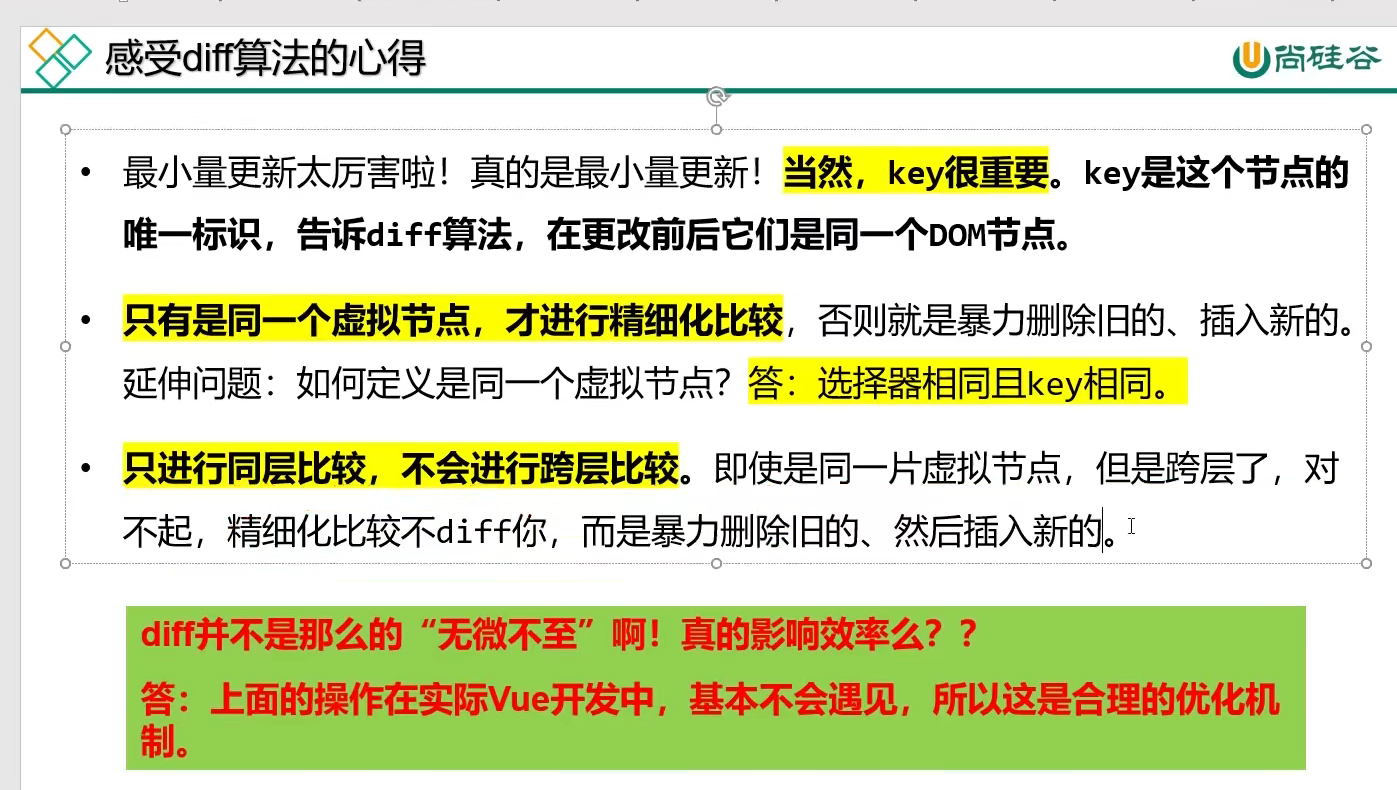 感受diff算法的心得
尚硅谷
• 最小量更新太厉害啦！真的是最小量更新！当然，key很重要。key是这个节点的
唯一标识，告诉diff算法，在更改前后它们是同一个DOM节点。
• 只有是同一个虚拟节点，才进行精细化比较，否则就是暴力删除旧的、插入新的。
延伸问题：如何定义是同一个虚拟节点？答：选择器相同且key相同。
• 只进行同层比较，不会进行跨层比较。即使是同一片虚拟节点，但是跨层了，对
不起，精细化比较不diff你，而是暴力删除旧的、然后插入新的。
diff并不是那么的“无微不至”啊！真的影响效率么？？
答：上面的操作在实际Vue开发中，基本不会遇见，所以这是合理的优化机
制。